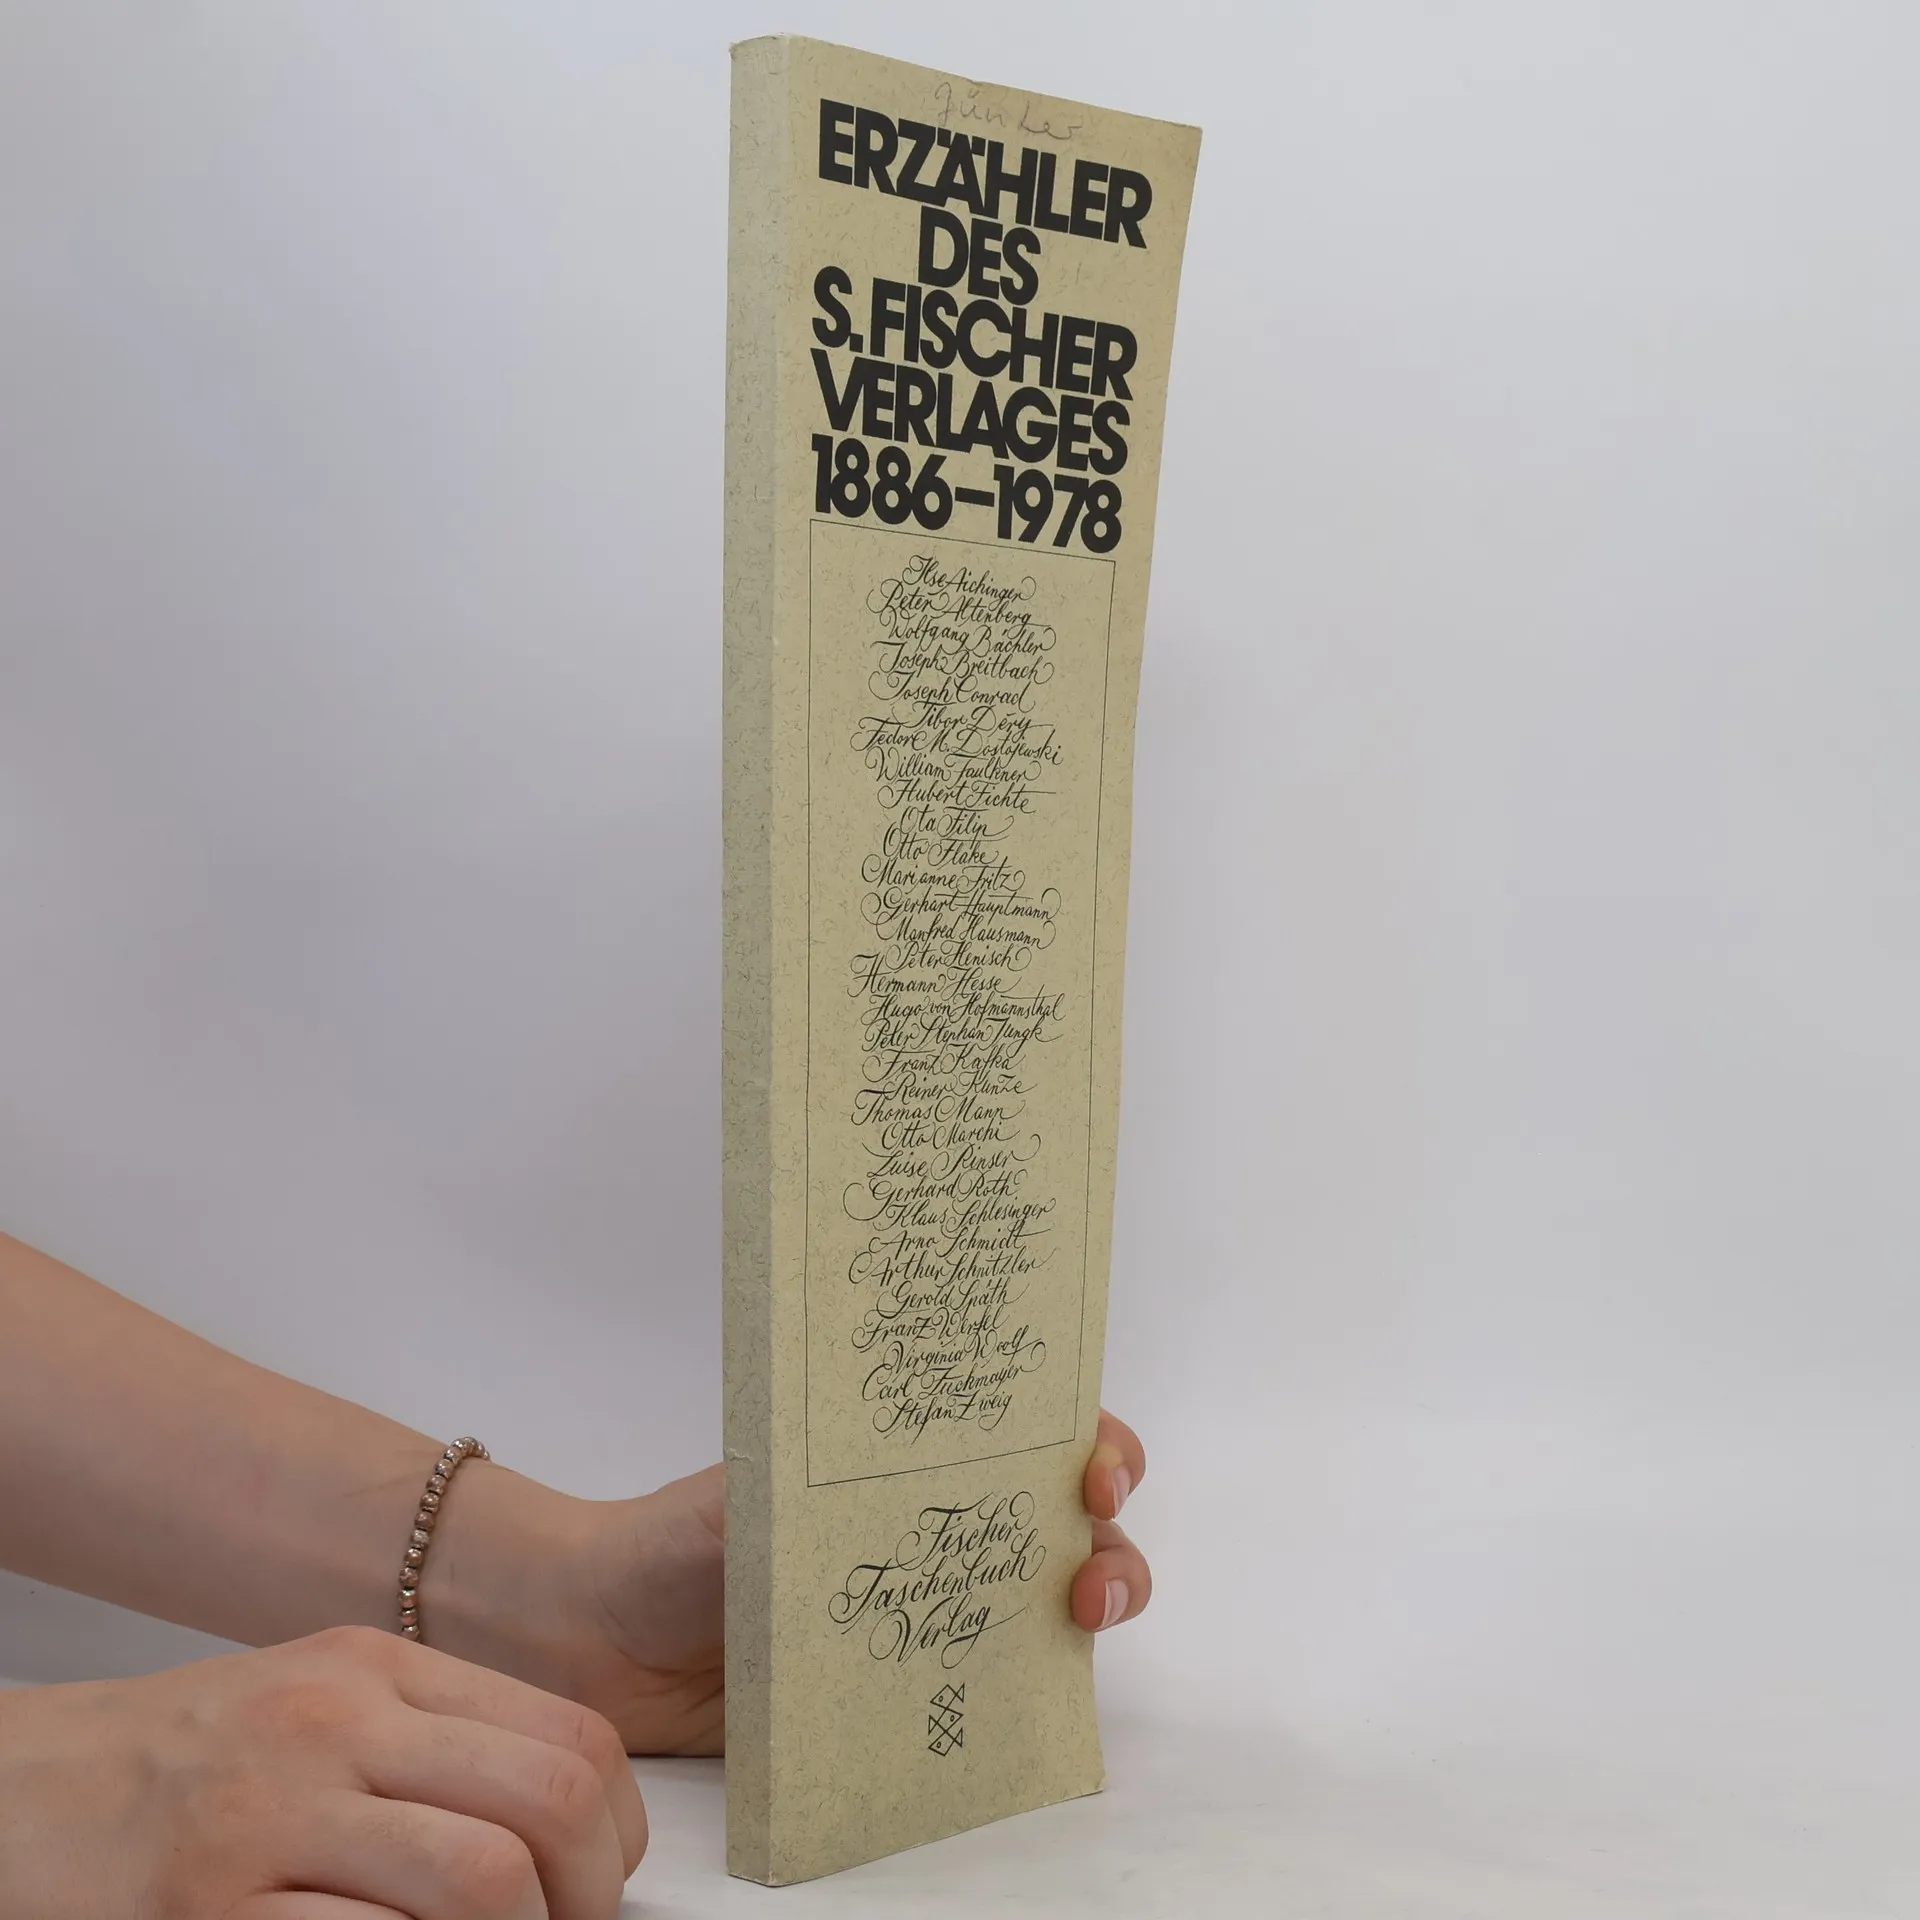 Günter
ERZÄHLER
DES
S. FISCHER
VERLAGES
1886–1978
Ilse Aichinger
Peter Altenberg
Wolfgang Bächler
Joseph Breitbach
Joseph Conrad
Tibor Déry
Fedor M. Dostojewski
William Faulkner
Hubert Fichte
Ota Filip
Otto Flake
Marianne Fritz
Gerhart Hauptmann
Manfred Hausmann
Peter Henisch
Hermann Hesse
Hugo von Hofmannsthal
Peter Stephan Jungk
Franz Kafka
Reiner Kunze
Thomas Mann
Otto Marchi
Luise Rinser
Gerhard Roth
Klaus Schlesinger
Arno Schmidt
Arthur Schnitzler
Gerold Späth
Franz Werfel
Virginia Woolf
Carl Zuckmayer
Stefan Zweig
Fischer
Taschenbuch
Verlag